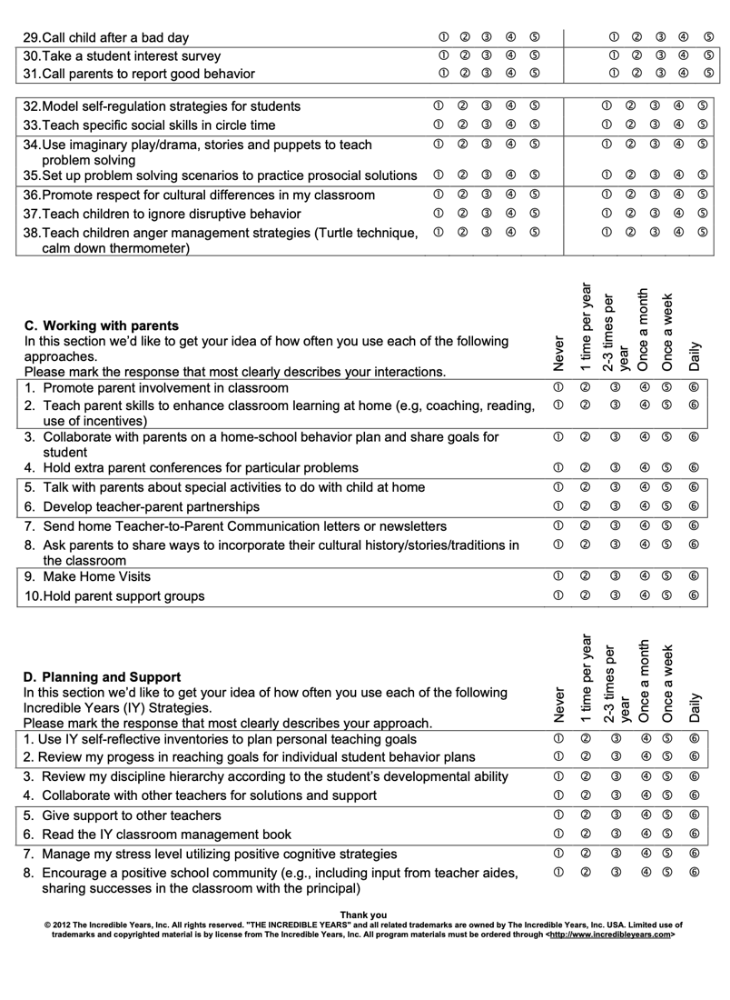 29.Call child after a bad day ① ② ③ ④ ⑤ ① ② ③ ④ ⑤
30.Take a student interest survey ① ② ③ ④ ⑤ ① ② ③ ④ ⑤
31.Call parents to report good behavior ① ② ③ ④ ⑤ ① ② ③ ④ ⑤
32.Model self-regulation strategies for students ① ② ③ ④ ⑤ ① ② ③ ④ ⑤
33.Teach specific social skills in circle time ① ② ③ ④ ⑤ ① ② ③ ④ ⑤
34.Use imaginary play/drama, stories and puppets to teach ① ② ③ ④ ⑤ ① ② ③ ④ ⑤
problem solving
35.Set up problem solving scenarios to practice prosocial solutions ① ② ③ ④ ⑤ ① ② ③ ④ ⑤
36.Promote respect for cultural differences in my classroom ① ② ③ ④ ⑤ ① ② ③ ④ ⑤
37.Teach children to ignore disruptive behavior ① ② ③ ④ ⑤ ① ② ③ ④ ⑤
38.Teach children anger management strategies (Turtle technique, ① ② ③ ④ ⑤ ① ② ③ ④ ⑤
calm down thermometer)
C. Working with parents
In this section we'd like to get your idea of how often you use each of the following
approaches.
Please mark the response that most clearly describes your interactions.
Never
1 time per year
2-3 times per
year
Once a month
Once a week
Daily
1. Promote parent involvement in classroom ① ② ③ ④ ⑤ ⑥
2. Teach parent skills to enhance classroom learning at home (e.g, coaching, reading, ① ② ③ ④ ⑤ ⑥
use of incentives)
3. Collaborate with parents on a home-school behavior plan and share goals for ① ② ③ ④ ⑤ ⑥
student
4. Hold extra parent conferences for particular problems ① ② ③ ④ ⑤ ⑥
5. Talk with parents about special activities to do with child at home ① ② ③ ④ ⑤ ⑥
6. Develop teacher-parent partnerships ① ② ③ ④ ⑤ ⑥
7. Send home Teacher-to-Parent Communication letters or newsletters ① ② ③ ④ ⑤ ⑥
8. Ask parents to share ways to incorporate their cultural history/stories/traditions in ① ② ③ ④ ⑤ ⑥
the classroom
9. Make Home Visits ① ② ③ ④ ⑤ ⑥
10.Hold parent support groups ① ② ③ ④ ⑤ ⑥
D. Planning and Support
In this section we'd like to get your idea of how often you use each of the following
Incredible Years (IY) Strategies.
Please mark the response that most clearly describes your approach.
Never
1 time per year
2-3 times per
year
Once a month
Once a week
Daily
1. Use IY self-reflective inventories to plan personal teaching goals ① ② ③ ④ ⑤ ⑥
2. Review my progess in reaching goals for individual student behavior plans ① ② ③ ④ ⑤ ⑥
3. Review my discipline hierarchy according to the student's developmental ability ① ② ③ ④ ⑤ ⑥
4. Collaborate with other teachers for solutions and support ① ② ③ ④ ⑤ ⑥
5. Give support to other teachers ① ② ③ ④ ⑤ ⑥
6. Read the IY classroom management book ① ② ③ ④ ⑤ ⑥
7. Manage my stress level utilizing positive cognitive strategies ① ② ③ ④ ⑤ ⑥
8. Encourage a positive school community (e.g., including input from teacher aides, ① ② ③ ④ ⑤ ⑥
sharing successes in the classroom with the principal)
Thank you
© 2012 The Incredible Years, Inc. All rights reserved. "THE INCREDIBLE YEARS" and all related trademarks are owned by The Incredible Years, Inc. USA. Limited use of
trademarks and copyrighted material is by license from The Incredible Years, Inc. All program materials must be ordered through <http://www.incredibleyears.com>